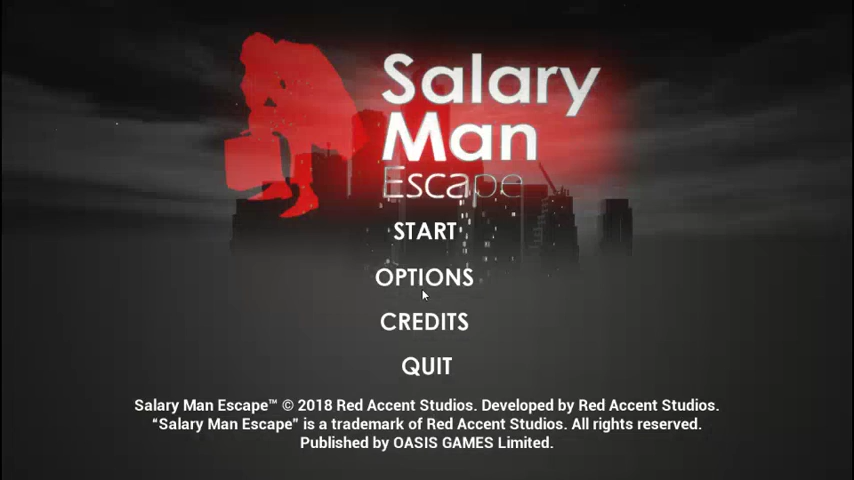 Salary
Man
Escape
START
OPTIONS
CREDITS
QUIT
Salary Man Escape™ © 2018 Red Accent Studios. Developed by Red Accent Studios.
“Salary Man Escape” is a trademark of Red Accent Studios. All rights reserved.
Published by OASIS GAMES Limited.